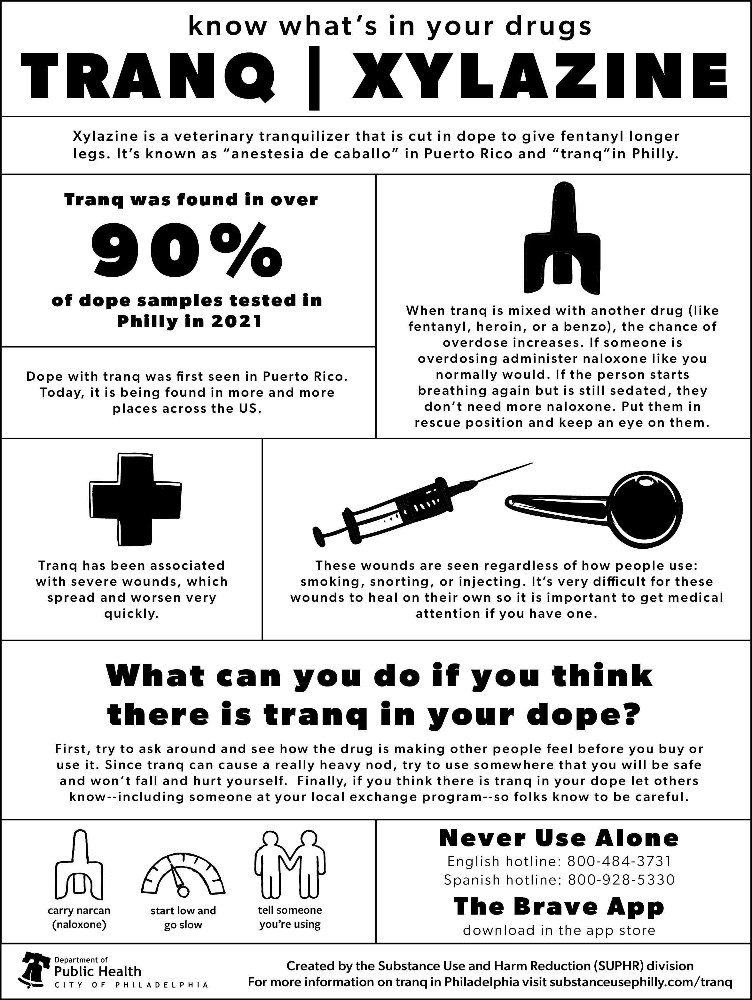 know what's in your drugs
TRANQ | XYLAZINE
Xylazine is a veterinary tranquilizer that is cut in dope to give fentanyl longer
legs. It's known as “anestesia de caballo” in Puerto Rico and “tranq”in Philly.
Tranq was found in over
90%
of dope samples tested in
Philly in 2021
Dope with tranq was first seen in Puerto Rico.
Today, it is being found in more and more
places across the US.
When tranq is mixed with another drug (like
fentanyl, heroin, or a benzo), the chance of
overdose increases. If someone is
overdosing administer naloxone like you
normally would. If the person starts
breathing again but is still sedated, they
don't need more naloxone. Put them in
rescue position and keep an eye on them.
Tranq has been associated
with severe wounds, which
spread and worsen very
quickly.
These wounds are seen regardless of how people use:
smoking, snorting, or injecting. It's very difficult for these
wounds to heal on their own so it is important to get medical
attention if you have one.
What can you do if you think
there is tranq in your dope?
First, try to ask around and see how the drug is making other people feel before you buy or
use it. Since tranq can cause a really heavy nod, try to use somewhere that you will be safe
and won't fall and hurt yourself.  Finally, if you think there is tranq in your dope let others
know--including someone at your local exchange program--so folks know to be careful.
carry narcan
(naloxone)
start low and
go slow
tell someone
you're using
Never Use Alone
English hotline: 800-484-3731
Spanish hotline: 800-928-5330
The Brave App
download in the app store
Department of
Public Health
CITY OF PHILADELPHIA
Created by the Substance Use and Harm Reduction (SUPHR) division
For more information on tranq in Philadelphia visit substanceusephilly.com/tranq